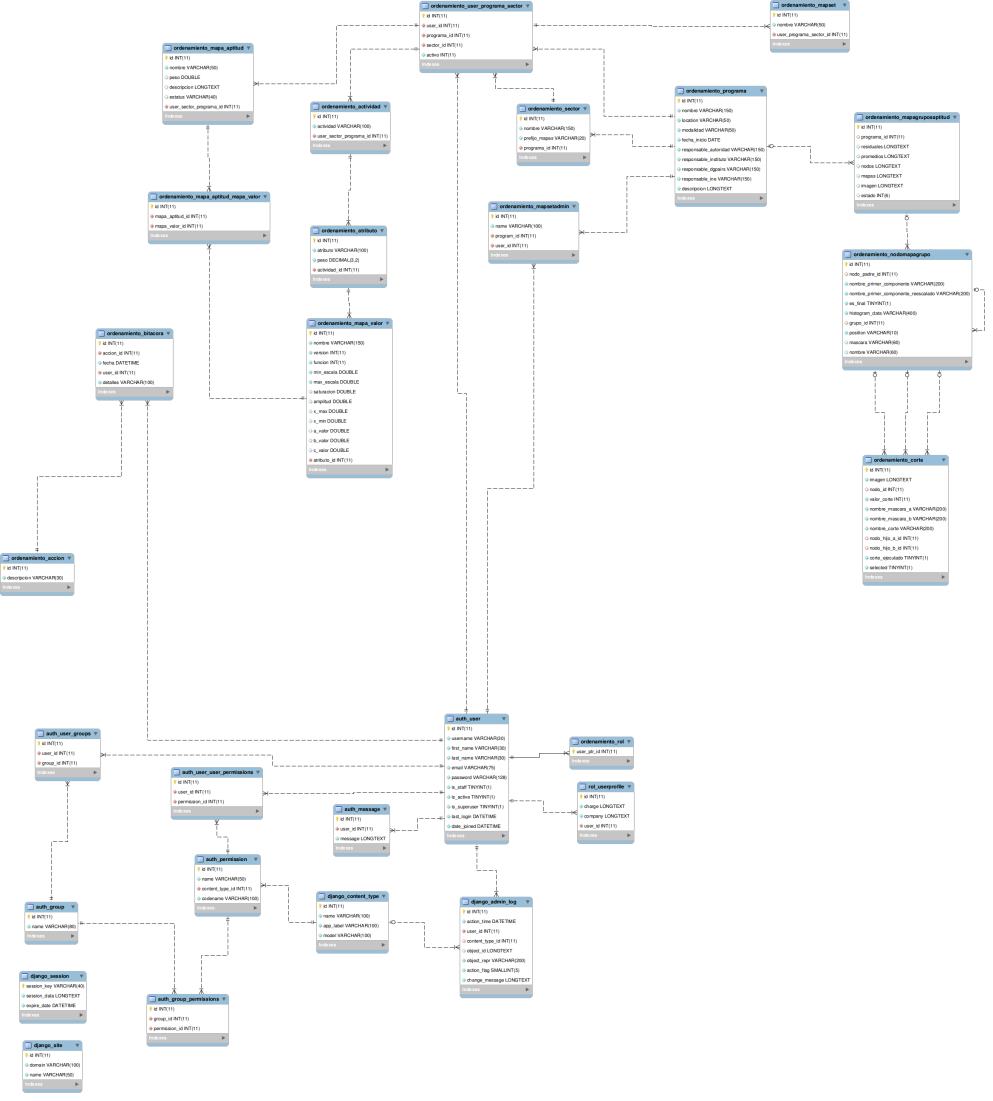 ordenamiento_user_programa_sector
id INT(11)
user_id INT(11)
programa_id INT(11)
sector_id INT(11)
activo INT(11)
Indexes
ordenamiento_mapset
id INT(11)
nombre VARCHAR(50)
user_programa_sector_id INT(11)
Indexes
ordenamiento_mapa_aptitud
id INT(11)
nombre VARCHAR(50)
peso DOUBLE
descripcion LONGTEXT
estatus VARCHAR(40)
user_sector_programa_id INT(11)
Indexes
ordenamiento_actividad
id INT(11)
actividad VARCHAR(100)
user_sector_programa_id INT(11)
Indexes
ordenamiento_sector
id INT(11)
nombre VARCHAR(150)
prefijo_mapas VARCHAR(20)
programa_id INT(11)
Indexes
ordenamiento_programa
id INT(11)
nombre VARCHAR(150)
location VARCHAR(50)
modalidad VARCHAR(50)
fecha_inicio DATE
responsable_autoridad VARCHAR(150)
responsable_instituto VARCHAR(150)
responsable_dgpairs VARCHAR(150)
responsable_ine VARCHAR(156)
descripcion LONGTEXT
Indexes
ordenamiento_mapagruposaptitud
id INT(11)
programa_id INT(11)
residuales LONGTEXT
promedios LONGTEXT
nodos LONGTEXT
mapas LONGTEXT
imagen LONGTEXT
estado INT(6)
Indexes
ordenamiento_mapa_aptitud_mapa_valor
id INT(11)
mapa_aptitud_id INT(11)
mapa_valor_id INT(11)
Indexes
ordenamiento_atributo
id INT(11)
atributo VARCHAR(100)
peso DECIMAL(3,2)
actividad_id INT(11)
Indexes
ordenamiento_mapsetadmin
id INT(11)
name VARCHAR(100)
program_id INT(11)
user_id INT(11)
Indexes
ordenamiento_nodomapagrupo
id INT(11)
nodo_padre_id INT(11)
nombre_primer_componente VARCHAR(200)
nombre_primer_componente_reescalado VARCHAR(200)
es_final TINYINT(1)
histogram_data VARCHAR(400)
grupo_id INT(11)
position VARCHAR(10)
mascara VARCHAR(60)
nombre VARCHAR(60)
Indexes
ordenamiento_bitacora
id INT(11)
accion_id INT(11)
fecha DATETIME
user_id INT(11)
detalles VARCHAR(100)
Indexes
ordenamiento_mapa_valor
id INT(11)
nombre VARCHAR(150)
version INT(11)
funcion INT(11)
min_escala DOUBLE
max_escala DOUBLE
saturacion DOUBLE
amplitud DOUBLE
x_max DOUBLE
x_min DOUBLE
a_valor DOUBLE
b_valor DOUBLE
c_valor DOUBLE
atributo_id INT(11)
Indexes
ordenamiento_corte
id INT(11)
imagen LONGTEXT
nodo_id INT(11)
valor_corte INT(11)
nombre_mascara_a VARCHAR(200)
nombre_mascara_b VARCHAR(200)
nombre_corte VARCHAR(200)
nodo_hijo_a_id INT(11)
nodo_hijo_b_id INT(11)
corte_ejecutado TINYINT(1)
selected TINYINT(1)
Indexes
ordenamiento_accion
id INT(11)
descripcion VARCHAR(30)
Indexes
auth_user
id INT(11)
username VARCHAR(30)
first_name VARCHAR(30)
last_name VARCHAR(30)
email VARCHAR(75)
password VARCHAR(128)
is_staff TINYINT(1)
is_active TINYINT(1)
is_superuser TINYINT(1)
last_login DATETIME
date_joined DATETIME
Indexes
auth_user_groups
id INT(11)
user_id INT(11)
group_id INT(11)
Indexes
ordenamiento_rol
user_ptr_id INT(11)
Indexes
auth_user_user_permissions
id INT(11)
user_id INT(11)
permission_id INT(11)
Indexes
rol_userprofile
id INT(11)
charge LONGTEXT
company LONGTEXT
user_id INT(11)
Indexes
auth_message
id INT(11)
user_id INT(11)
message LONGTEXT
Indexes
auth_permission
id INT(11)
name VARCHAR(50)
content_type_id INT(11)
codename VARCHAR(100)
Indexes
django_content_type
id INT(11)
name VARCHAR(100)
app_label VARCHAR(100)
model VARCHAR(100)
Indexes
django_admin_log
id INT(11)
action_time DATETIME
user_id INT(11)
content_type_id INT(11)
object_id LONGTEXT
object_repr VARCHAR(200)
action_flag SMALLINT(5)
change_message LONGTEXT
Indexes
auth_group
id INT(11)
name VARCHAR(80)
Indexes
django_session
session_key VARCHAR(40)
session_data LONGTEXT
expire_date DATETIME
Indexes
auth_group_permissions
id INT(11)
group_id INT(11)
permission_id INT(11)
Indexes
django_site
id INT(11)
domain VARCHAR(100)
name VARCHAR(50)
Indexes